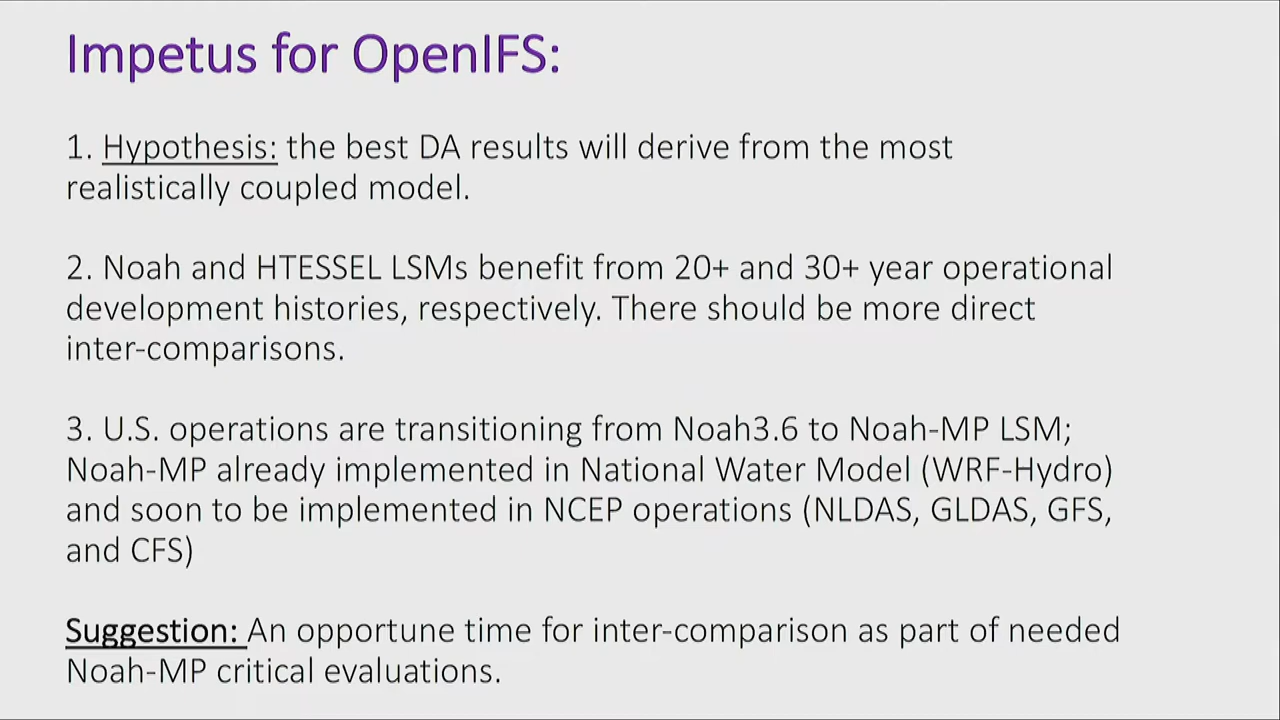 Impetus for OpenIFS:
1. Hypothesis: the best DA results will derive from the most
realistically coupled model.
2. Noah and HTESSEL LSMs benefit from 20+ and 30+ year operational
development histories, respectively. There should be more direct
inter-comparisons.
3. U.S. operations are transitioning from Noah3.6 to Noah-MP LSM;
Noah-MP already implemented in National Water Model (WRF-Hydro)
and soon to be implemented in NCEP operations (NLDAS, GLDAS, GFS,
and CFS)
Suggestion: An opportune time for inter-comparison as part of needed
Noah-MP critical evaluations.